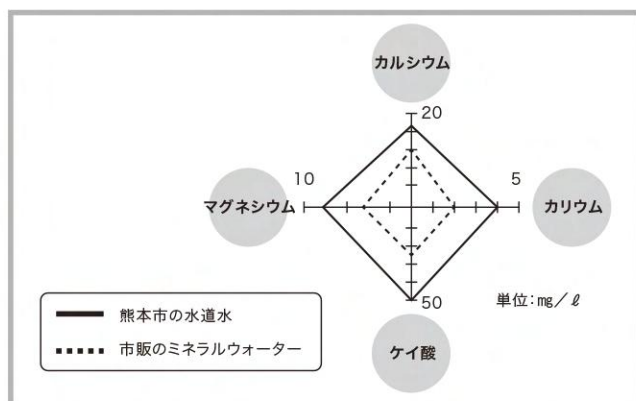 カルシウム
20
10
5
マグネシウム
カリウム
50
単位：㎎／ℓ
熊本市の水道水
市販のミネラルウォーター
ケイ酸